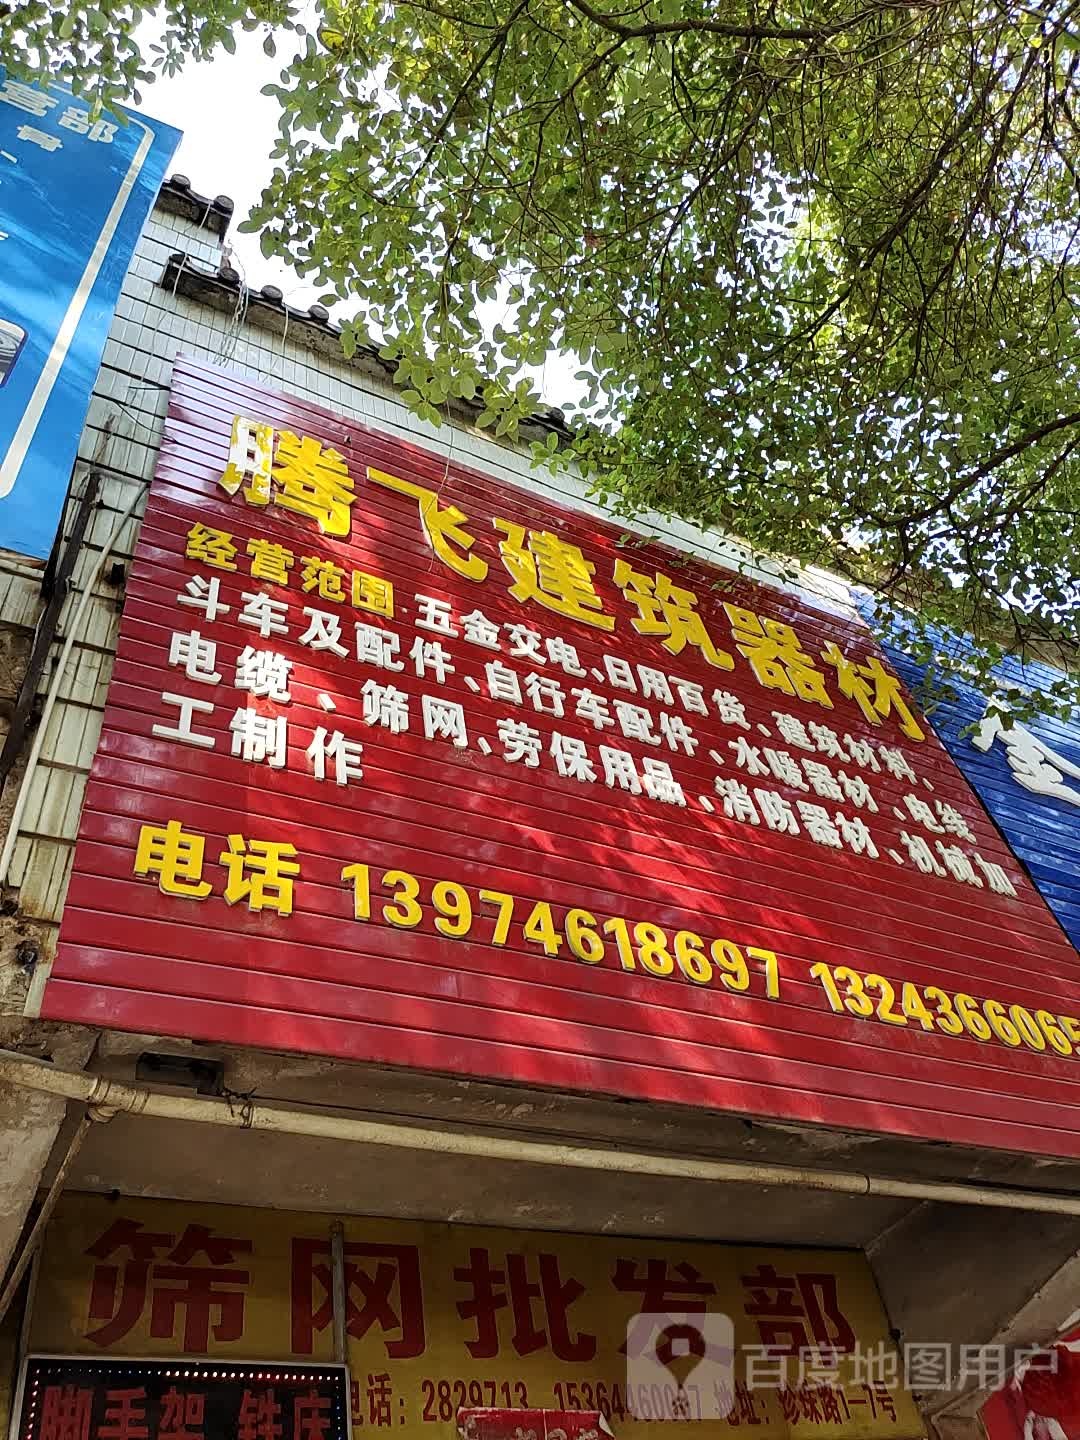 营部
腾飞建筑器材
经营范围：五金交电、日用百货、建筑材料、
斗车及配件、自行车配件、水暖器材、电线
电缆、筛网、劳保用品、消防器材、机械加
工制作
电话 13974618697 1324366065
筛网批发部
电话：2829713 地址：珍珠路1-7号
脚手架 铁床
百度地图用户